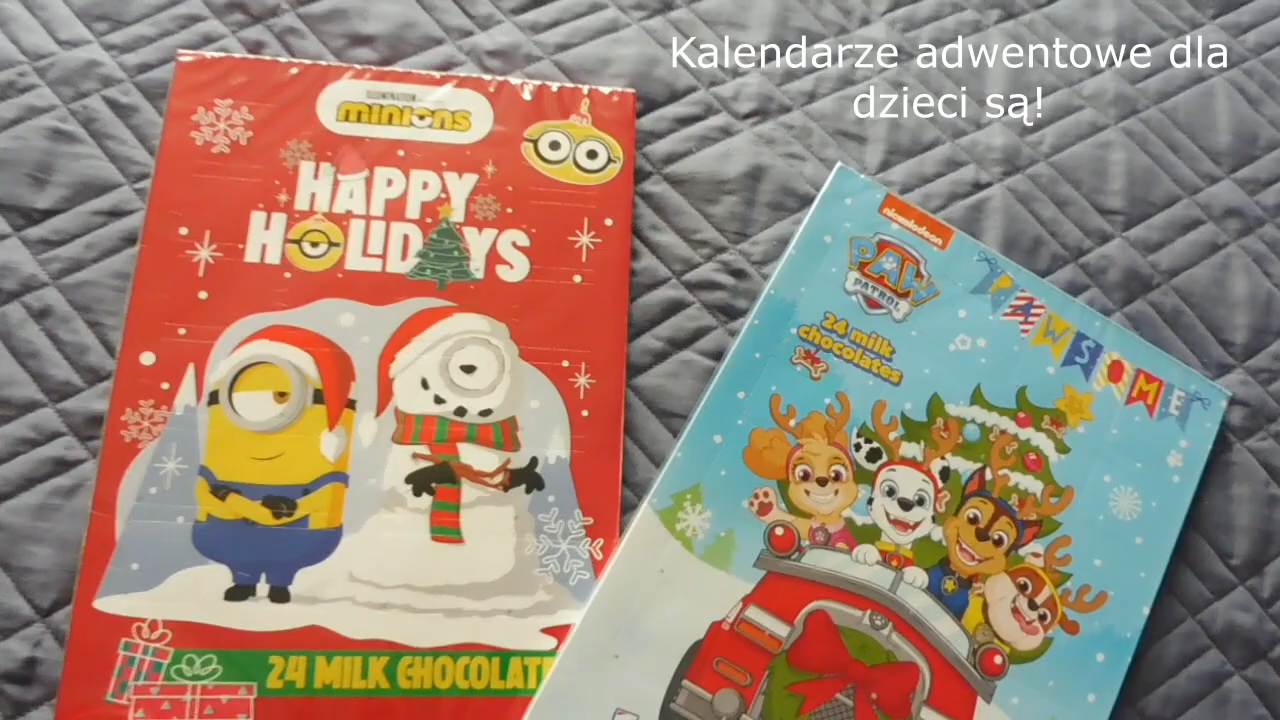 Kalendarze adwentowe dla
dzieci są!
minions
HAPPY
HOLIDAYS
24 MILK CHOCOLATE
nickelodeon
PAW
PATROL
24 milk
chocolates
PAWSOME